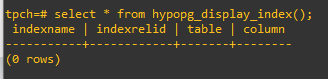 tpch=# select * from hypopg_display_index();
 indexname | indexrelid | table | column
-----------+------------+-------+--------
(0 rows)